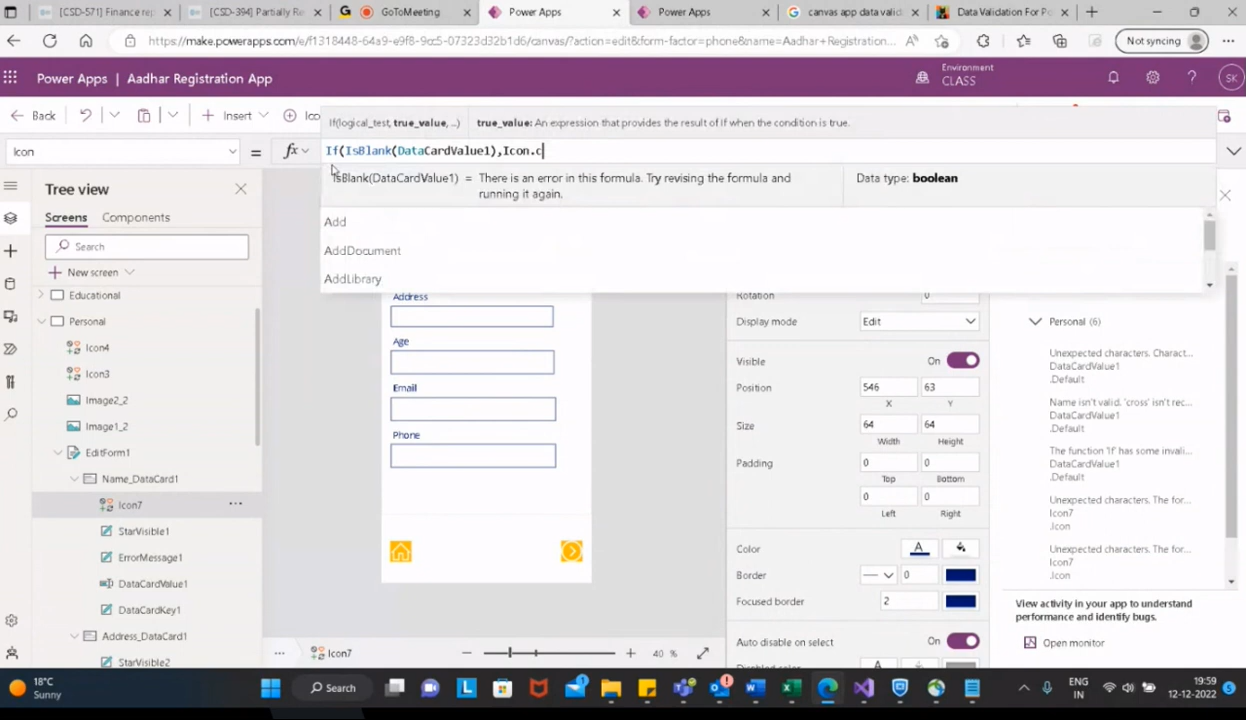 [CSD-571] Finance re
[CSD-394] Partially Re
GoToMeeting
Power Apps
Power Apps
canvas app data valida
Data Validation For Po
https://make.powerapps.com/e/f1318448-64a9-e9f8-9cc5-07323d32bd16/canvas/?action=edit&form-factor=phone&name=Aadhar+Registration...
Not syncing
Power Apps | Aadhar Registration App
Environment
CLASS
SK
Back
Insert
Ico
If(logical_test, true_value, ...)
true_value: An expression that provides the result of If when the condition is true.
Icon
=
fx
If(IsBlank(DataCardValue1),Icon.c
IsBlank(DataCardValue1) = There is an error in this formula. Try revising the formula and running it again.
Data type: boolean
Add
AddDocument
AddLibrary
Tree view
Screens
Components
Search
New screen
Educational
Personal
Icon4
Icon3
Image2_2
Image1_2
EditForm1
Name_DataCard1
Icon7
StarVisible1
ErrorMessage1
DataCardValue1
DataCardKey1
Address_DataCard1
StarVisible2
Address
Age
Email
Phone
Icon7
40 %
Rotation
0
Display mode
Edit
Visible
On
Position
546
63
X
Y
Size
64
64
Width
Height
Padding
0
0
Top
Bottom
0
0
Left
Right
Color
Border
0
Focused border
2
Auto disable on select
On
Personal (6)
Unexpected characters. Charact...
DataCardValue1
.Default
Name isn't valid. 'cross' isn't rec...
DataCardValue1
.Default
The function 'If' has some invali...
DataCardValue1
.Default
Unexpected characters. The for...
Icon7
.Icon
Unexpected characters. The for...
Icon7
.Icon
View activity in your app to understand
performance and identify bugs.
Open monitor
18°C
Sunny
Search
ENG
IN
19:59
12-12-2022
5